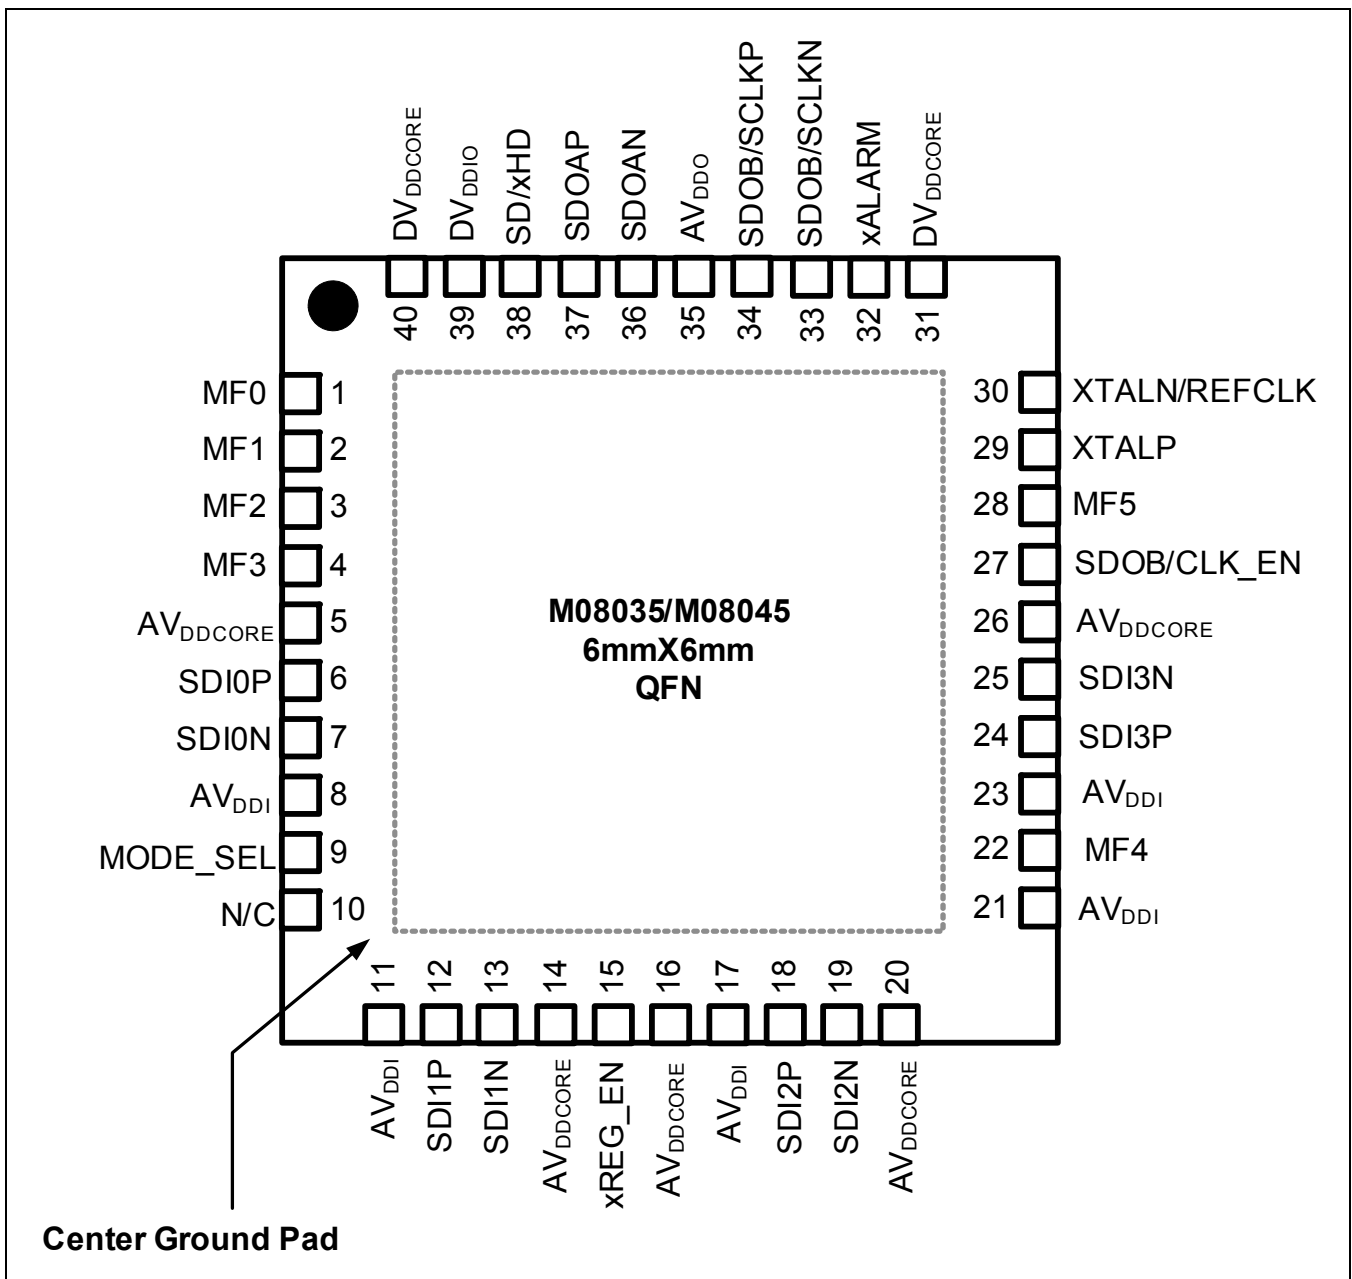 DVDDCORE
DVDDIO
SD/xHD
SDOAP
SDOAN
AVDDO
SDOB/SCLKP
SDOB/SCLKN
xALARM
DVDDCORE
40
39
38
37
36
35
34
33
32
31
MF0 1
MF1 2
MF2 3
MF3 4
AVDDCORE 5
SDI0P 6
SDI0N 7
AVDDI 8
MODE_SEL 9
N/C 10
M08035/M08045
6mmX6mm
QFN
30 XTALN/REFCLK
29 XTALP
28 MF5
27 SDOB/CLK_EN
26 AVDDCORE
25 SDI3N
24 SDI3P
23 AVDDI
22 MF4
21 AVDDI
11
12
13
14
15
16
17
18
19
20
AVDDI
SDI1P
SDI1N
AVDDCORE
xREG_EN
AVDDCORE
AVDDI
SDI2P
SDI2N
AVDDCORE
Center Ground Pad